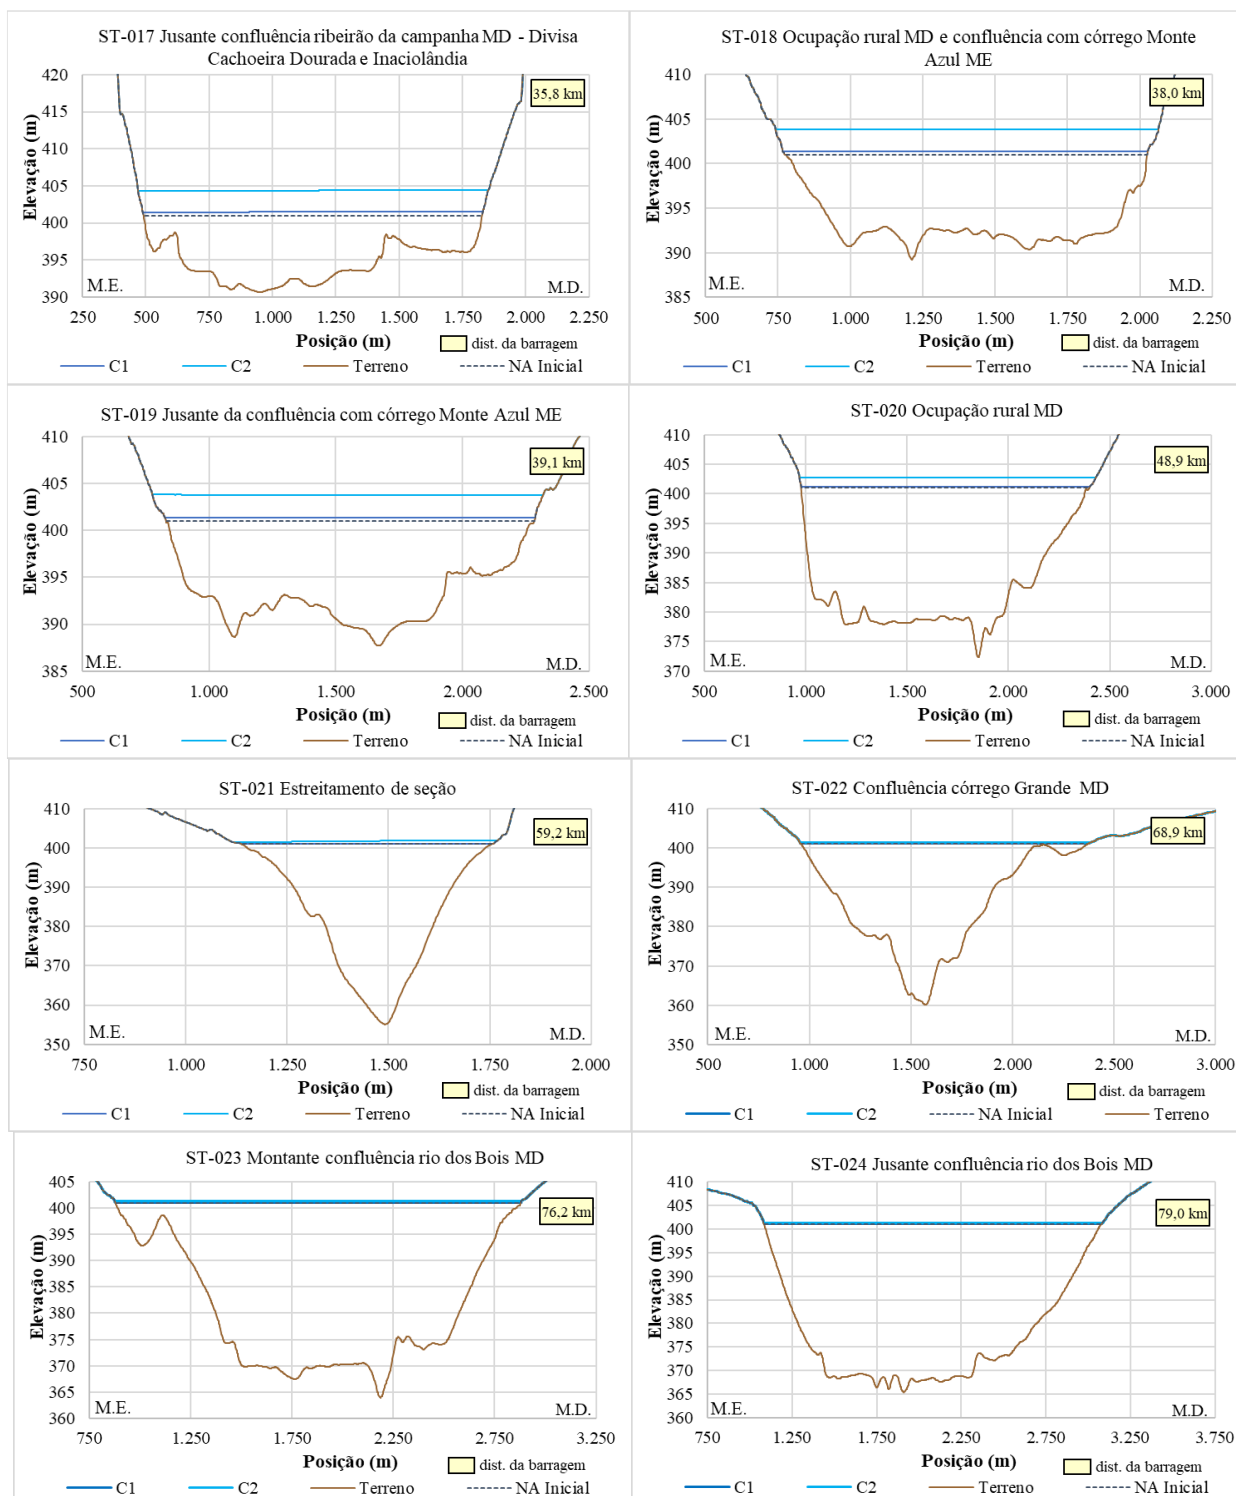 ST-017 Jusante confluência ribeirão da campanha MD - Divisa
Cachoeira Dourada e Inaciolândia
Elevação (m)
420
415
410
405
400
395
390
35,8 km
M.E.
M.D.
250
500
750
1.000
1.250
1.500
1.750
2.000
2.250
Posição (m)
dist. da barragem
C1
C2
Terreno
NA Inicial
ST-018 Ocupação rural MD e confluência com córrego Monte
Azul ME
Elevação (m)
410
405
400
395
390
385
38,0 km
M.E.
M.D.
500
750
1.000
1.250
1.500
1.750
2.000
2.250
Posição (m)
dist. da barragem
C1
C2
Terreno
NA Inicial
ST-019 Jusante da confluência com córrego Monte Azul ME
Elevação (m)
410
405
400
395
390
385
39,1 km
M.E.
M.D.
500
1.000
1.500
2.000
2.500
Posição (m)
dist. da barragem
C1
C2
Terreno
NA Inicial
ST-020 Ocupação rural MD
Elevação (m)
410
405
400
395
390
385
380
375
370
48,9 km
M.E.
M.D.
500
1.000
1.500
2.000
2.500
3.000
Posição (m)
dist. da barragem
C1
C2
Terreno
NA Inicial
ST-021 Estreitamento de seção
Elevação (m)
410
400
390
380
370
360
350
59,2 km
M.E.
M.D.
750
1.000
1.250
1.500
1.750
2.000
Posição (m)
dist. da barragem
C1
C2
Terreno
NA Inicial
ST-022 Confluência córrego Grande MD
Elevação (m)
410
400
390
380
370
360
350
68,9 km
M.E.
M.D.
500
1.000
1.500
2.000
2.500
3.000
Posição (m)
dist. da barragem
C1
C2
NA Inicial
Terreno
ST-023 Montante confluência rio dos Bois MD
Elevação (m)
405
400
395
390
385
380
375
370
365
360
76,2 km
M.E.
M.D.
750
1.250
1.750
2.250
2.750
3.250
Posição (m)
dist. da barragem
C1
C2
Terreno
NA Inicial
ST-024 Jusante confluência rio dos Bois MD
Elevação (m)
410
405
400
395
390
385
380
375
370
365
360
79,0 km
M.E.
M.D.
750
1.250
1.750
2.250
2.750
3.250
3.750
Posição (m)
dist. da barragem
C1
C2
Terreno
NA Inicial